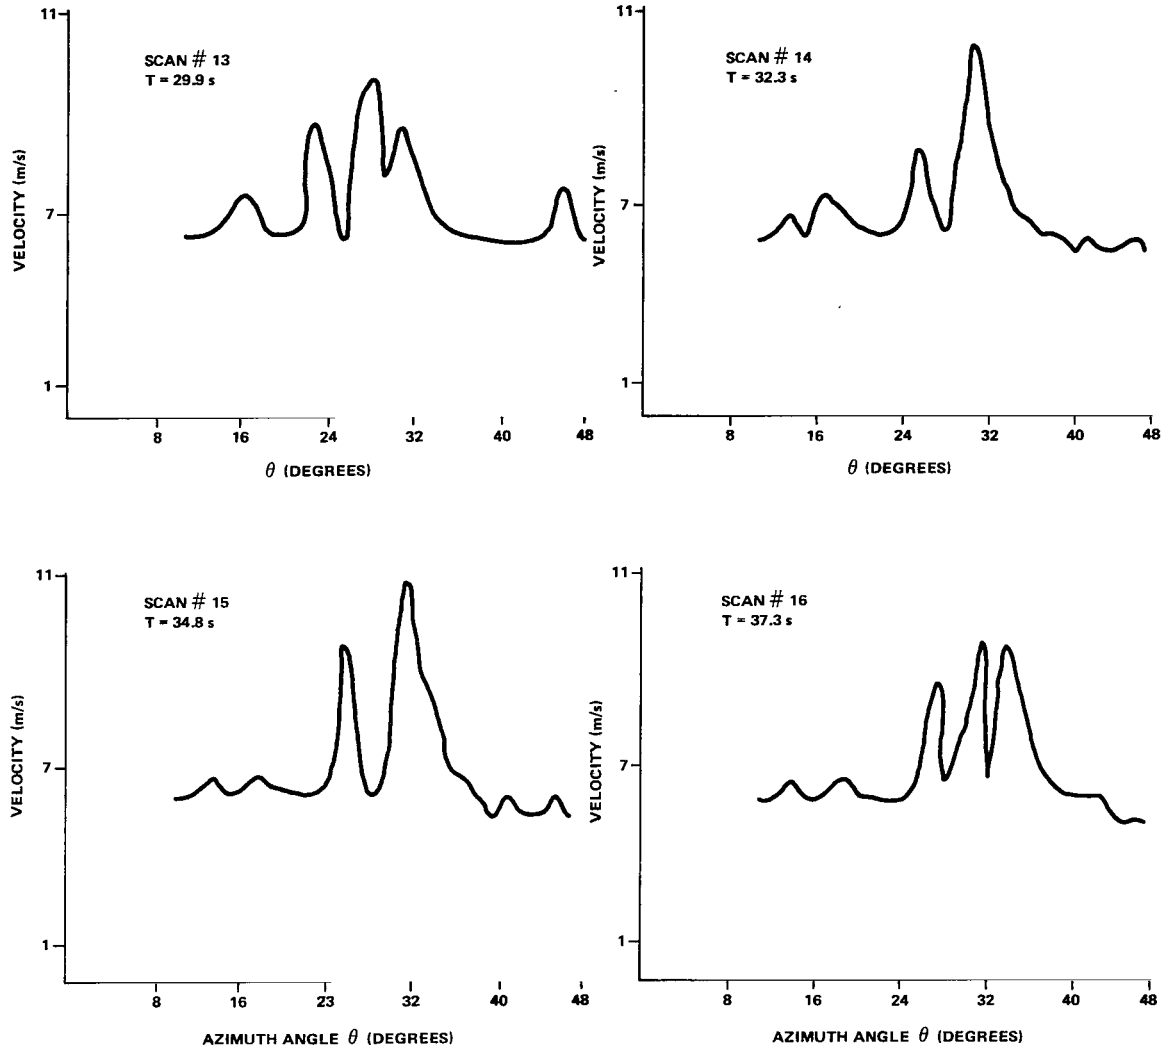 11
SCAN # 13
T = 29.9 s
VELOCITY (m/s)
7
1
8 16 24 32 40 48
θ (DEGREES)
11
SCAN # 14
T = 32.3 s
VELOCITY (m/s)
7
1
8 16 24 32 40 48
θ (DEGREES)
11
SCAN # 15
T = 34.8 s
VELOCITY (m/s)
7
1
8 16 23 32 40 48
AZIMUTH ANGLE θ (DEGREES)
11
SCAN # 16
T = 37.3 s
VELOCITY (m/s)
7
1
8 16 24 32 40 48
AZIMUTH ANGLE θ (DEGREES)